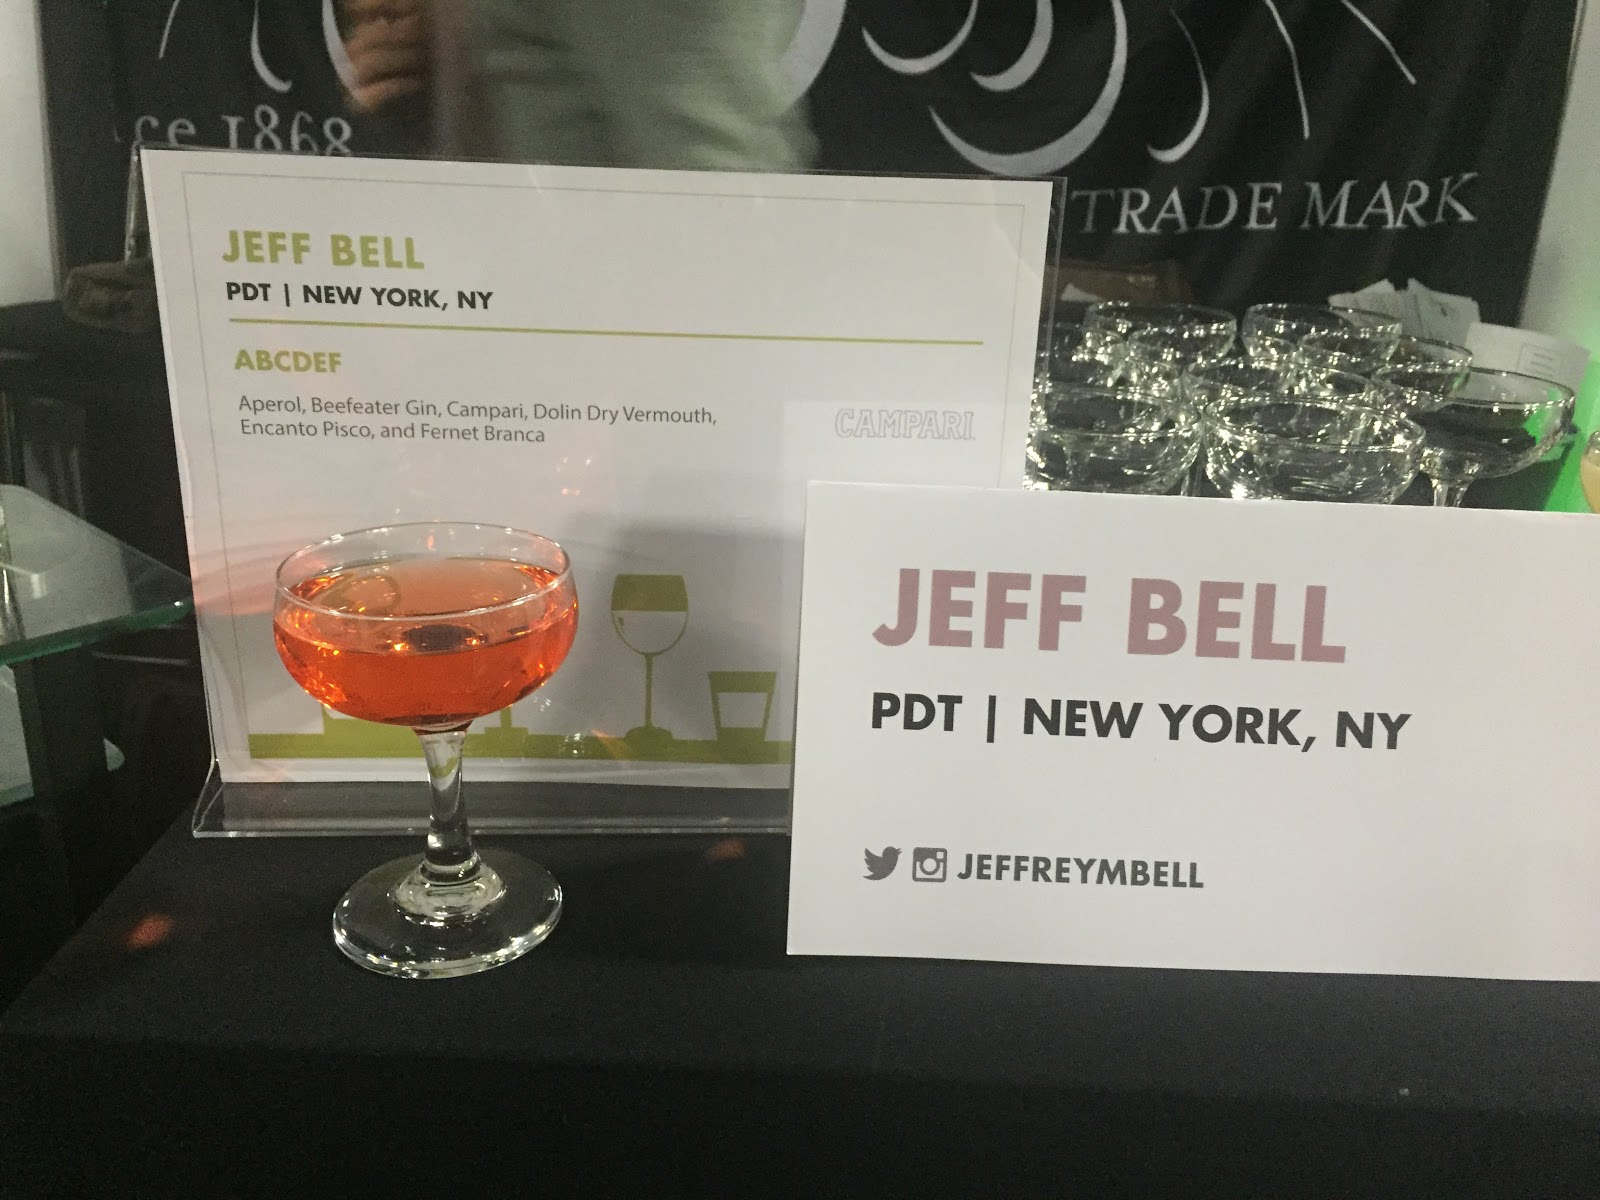 1868
TRADE MARK
JEFF BELL
PDT | NEW YORK, NY
ABCDEF
Aperol, Beefeater Gin, Campari, Dolin Dry Vermouth,
Encanto Pisco, and Fernet Branca
CAMPARI
JEFF BELL
PDT | NEW YORK, NY
JEFFREYMBELL